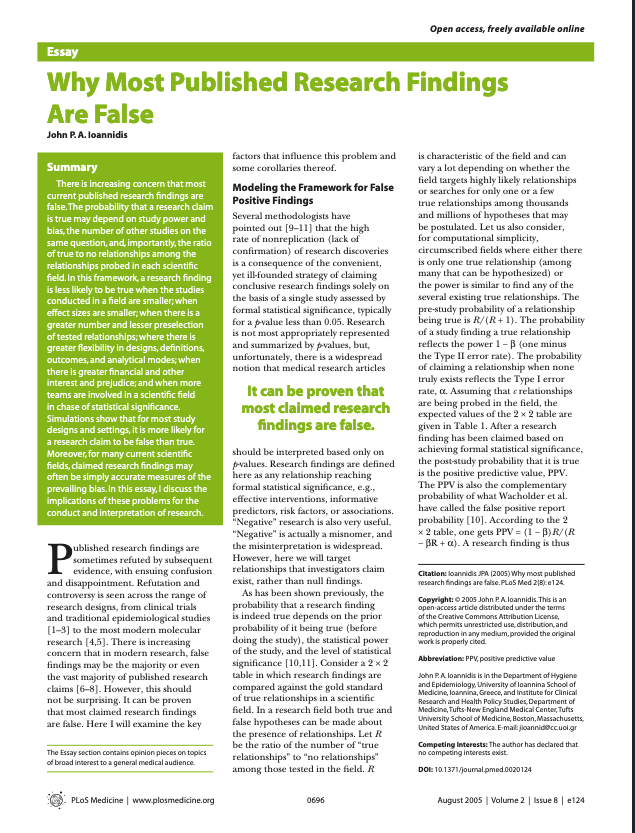 Open access, freely available online
Essay
Why Most Published Research Findings
Are False
John P. A. Ioannidis
Summary
There is increasing concern that most
current published research findings are
false. The probability that a research claim
is true may depend on study power and
bias, the number of other studies on the
same question, and, importantly, the ratio
of true to no relationships among the
relationships probed in each scientific
field. In this framework, a research finding
is less likely to be true when the studies
conducted in a field are smaller; when
effect sizes are smaller; when there is a
greater number and lesser preselection
of tested relationships; where there is
greater flexibility in designs, definitions,
outcomes, and analytical modes; when
there is greater financial and other
interest and prejudice; and when more
teams are involved in a scientific field
in chase of statistical significance.
Simulations show that for most study
designs and settings, it is more likely for
a research claim to be false than true.
Moreover, for many current scientific
fields, claimed research findings may
often be simply accurate measures of the
prevailing bias. In this essay, I discuss the
implications of these problems for the
conduct and interpretation of research.
Published research findings are
sometimes refuted by subsequent
evidence, with ensuing confusion
and disappointment. Refutation and
controversy is seen across the range of
research designs, from clinical trials
and traditional epidemiological studies
[1–3] to the most modern molecular
research [4,5]. There is increasing
concern that in modern research, false
findings may be the majority or even
the vast majority of published research
claims [6–8]. However, this should
not be surprising. It can be proven
that most claimed research findings
are false. Here I will examine the key
The Essay section contains opinion pieces on topics
of broad interest to a general medical audience.
factors that influence this problem and
some corollaries thereof.
Modeling the Framework for False
Positive Findings
Several methodologists have
pointed out [9–11] that the high
rate of nonreplication (lack of
confirmation) of research discoveries
is a consequence of the convenient,
yet ill-founded strategy of claiming
conclusive research findings solely on
the basis of a single study assessed by
formal statistical significance, typically
for a p-value less than 0.05. Research
is not most appropriately represented
and summarized by p-values, but,
unfortunately, there is a widespread
notion that medical research articles
It can be proven that
most claimed research
findings are false.
should be interpreted based only on
p-values. Research findings are defined
here as any relationship reaching
formal statistical significance, e.g.,
effective interventions, informative
predictors, risk factors, or associations.
“Negative” research is also very useful.
“Negative” is actually a misnomer, and
the misinterpretation is widespread.
However, here we will target
relationships that investigators claim
exist, rather than null findings.
As has been shown previously, the
probability that a research finding
is indeed true depends on the prior
probability of it being true (before
doing the study), the statistical power
of the study, and the level of statistical
significance [10,11]. Consider a 2 × 2
table in which research findings are
compared against the gold standard
of true relationships in a scientific
field. In a research field both true and
false hypotheses can be made about
the presence of relationships. Let R
be the ratio of the number of “true
relationships” to “no relationships”
among those tested in the field. R
is characteristic of the field and can
vary a lot depending on whether the
field targets highly likely relationships
or searches for only one or a few
true relationships among thousands
and millions of hypotheses that may
be postulated. Let us also consider,
for computational simplicity,
circumscribed fields where either there
is only one true relationship (among
many that can be hypothesized) or
the power is similar to find any of the
several existing true relationships. The
pre-study probability of a relationship
being true is R/(R + 1). The probability
of a study finding a true relationship
reflects the power 1 − β (one minus
the Type II error rate). The probability
of claiming a relationship when none
truly exists reflects the Type I error
rate, α. Assuming that c relationships
are being probed in the field, the
expected values of the 2 × 2 table are
given in Table 1. After a research
finding has been claimed based on
achieving formal statistical significance,
the post-study probability that it is true
is the positive predictive value, PPV.
The PPV is also the complementary
probability of what Wacholder et al.
have called the false positive report
probability [10]. According to the 2
× 2 table, one gets PPV = (1 − β)R/(R
− βR + α). A research finding is thus
Citation: Ioannidis JPA (2005) Why most published
research findings are false. PLoS Med 2(8): e124.
Copyright: © 2005 John P. A. Ioannidis. This is an
open-access article distributed under the terms
of the Creative Commons Attribution License,
which permits unrestricted use, distribution, and
reproduction in any medium, provided the original
work is properly cited.
Abbreviation: PPV, positive predictive value
John P. A. Ioannidis is in the Department of Hygiene
and Epidemiology, University of Ioannina School of
Medicine, Ioannina, Greece, and Institute for Clinical
Research and Health Policy Studies, Department of
Medicine, Tufts-New England Medical Center, Tufts
University School of Medicine, Boston, Massachusetts,
United States of America. E-mail: jioannid@cc.uoi.gr
Competing Interests: The author has declared that
no competing interests exist.
DOI: 10.1371/journal.pmed.0020124
PLoS Medicine | www.plosmedicine.org
0696
August 2005 | Volume 2 | Issue 8 | e124